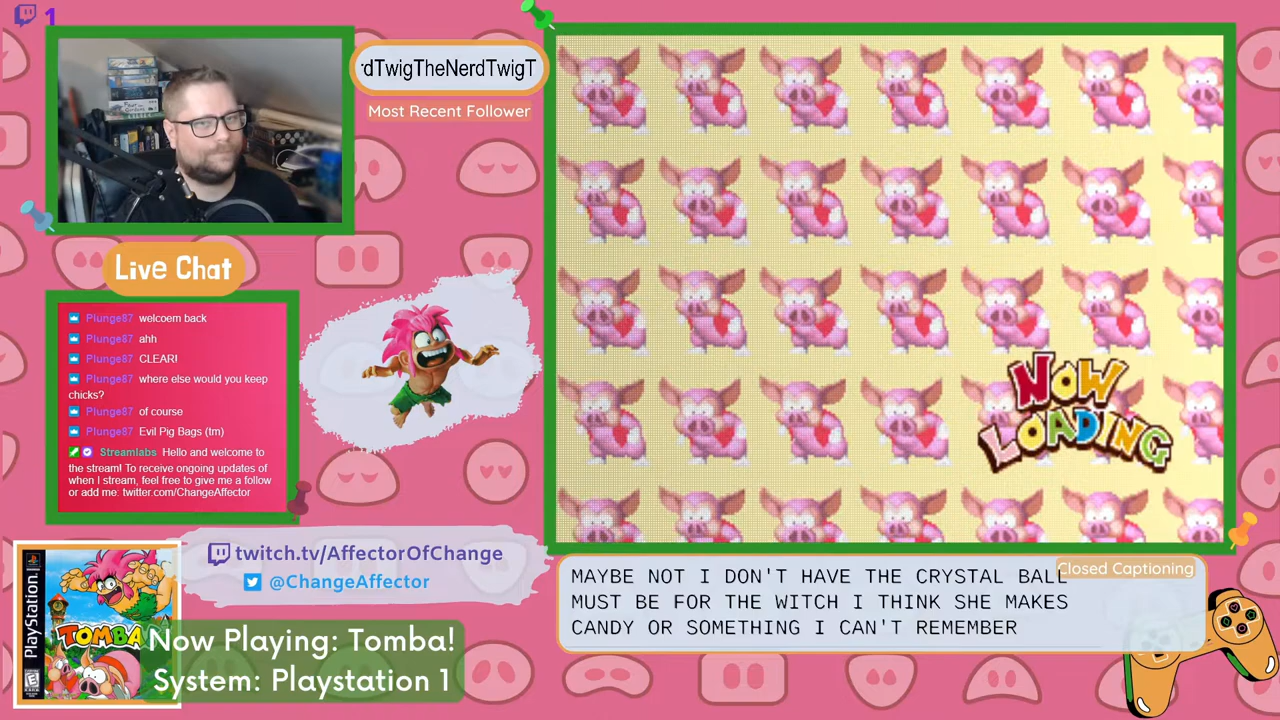 1
dTwigTheNerdTwigT
Most Recent Follower
Live Chat
Plunge87 welcoem back
Plunge87 ahh
Plunge87 CLEAR!
Plunge87 where else would you keep
chicks?
Plunge87 of course
Plunge87 Evil Pig Bags (tm)
Streamlabs Hello and welcome to
the stream! To receive ongoing updates of
when I stream, feel free to give me a follow
or add me: twitter.com/ChangeAffector
NOW
LOADING
twitch.tv/AffectorOfChange
@ChangeAffector
PlayStation
TOMBA
Now Playing: Tomba!
System: Playstation 1
Closed Captioning
MAYBE NOT I DON'T HAVE THE CRYSTAL BALL
MUST BE FOR THE WITCH I THINK SHE MAKES
CANDY OR SOMETHING I CAN'T REMEMBER